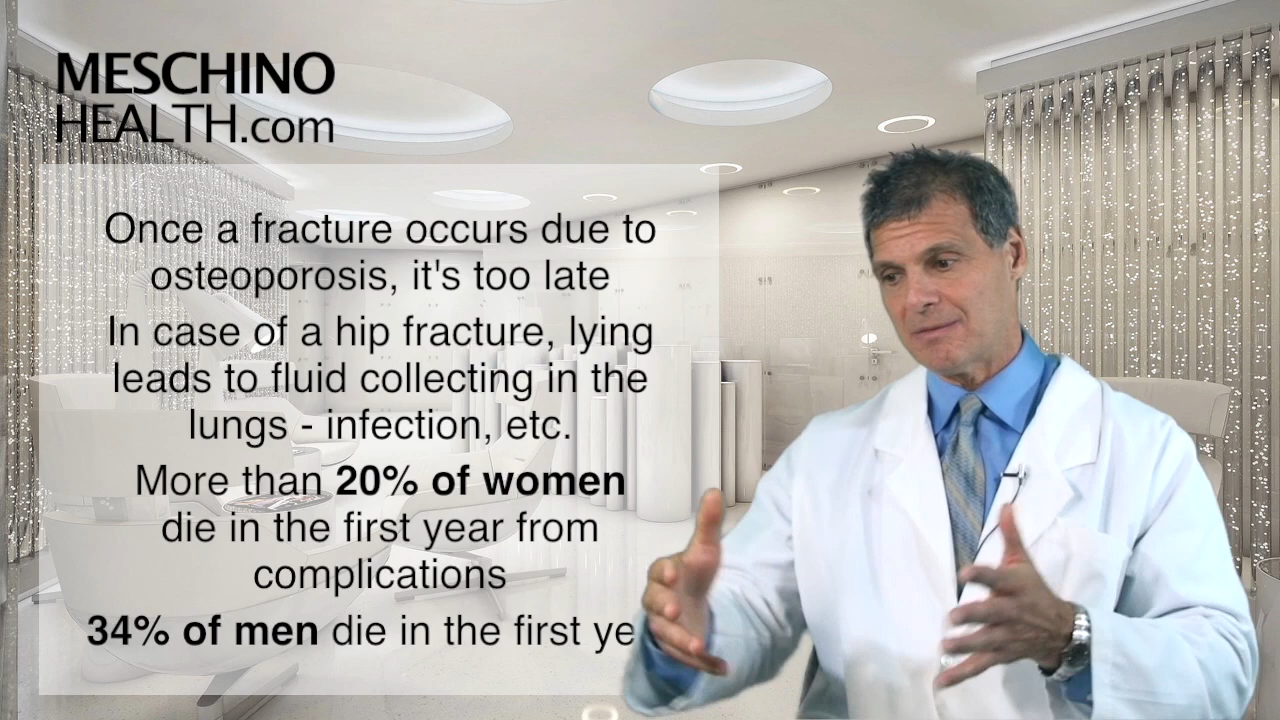 MESCHINO
HEALTH.com
Once a fracture occurs due to
osteoporosis, it's too late
In case of a hip fracture, lying
leads to fluid collecting in the
lungs - infection, etc.
More than 20% of women
die in the first year from
complications
34% of men die in the first ye